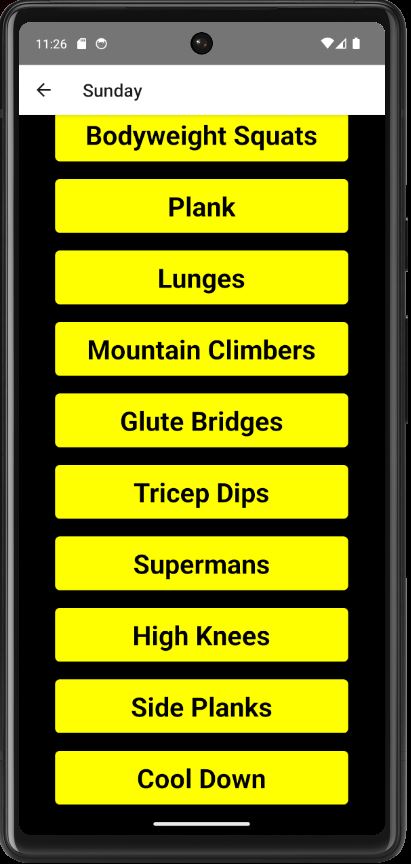 11:26
Sunday
Bodyweight Squats
Plank
Lunges
Mountain Climbers
Glute Bridges
Tricep Dips
Supermans
High Knees
Side Planks
Cool Down